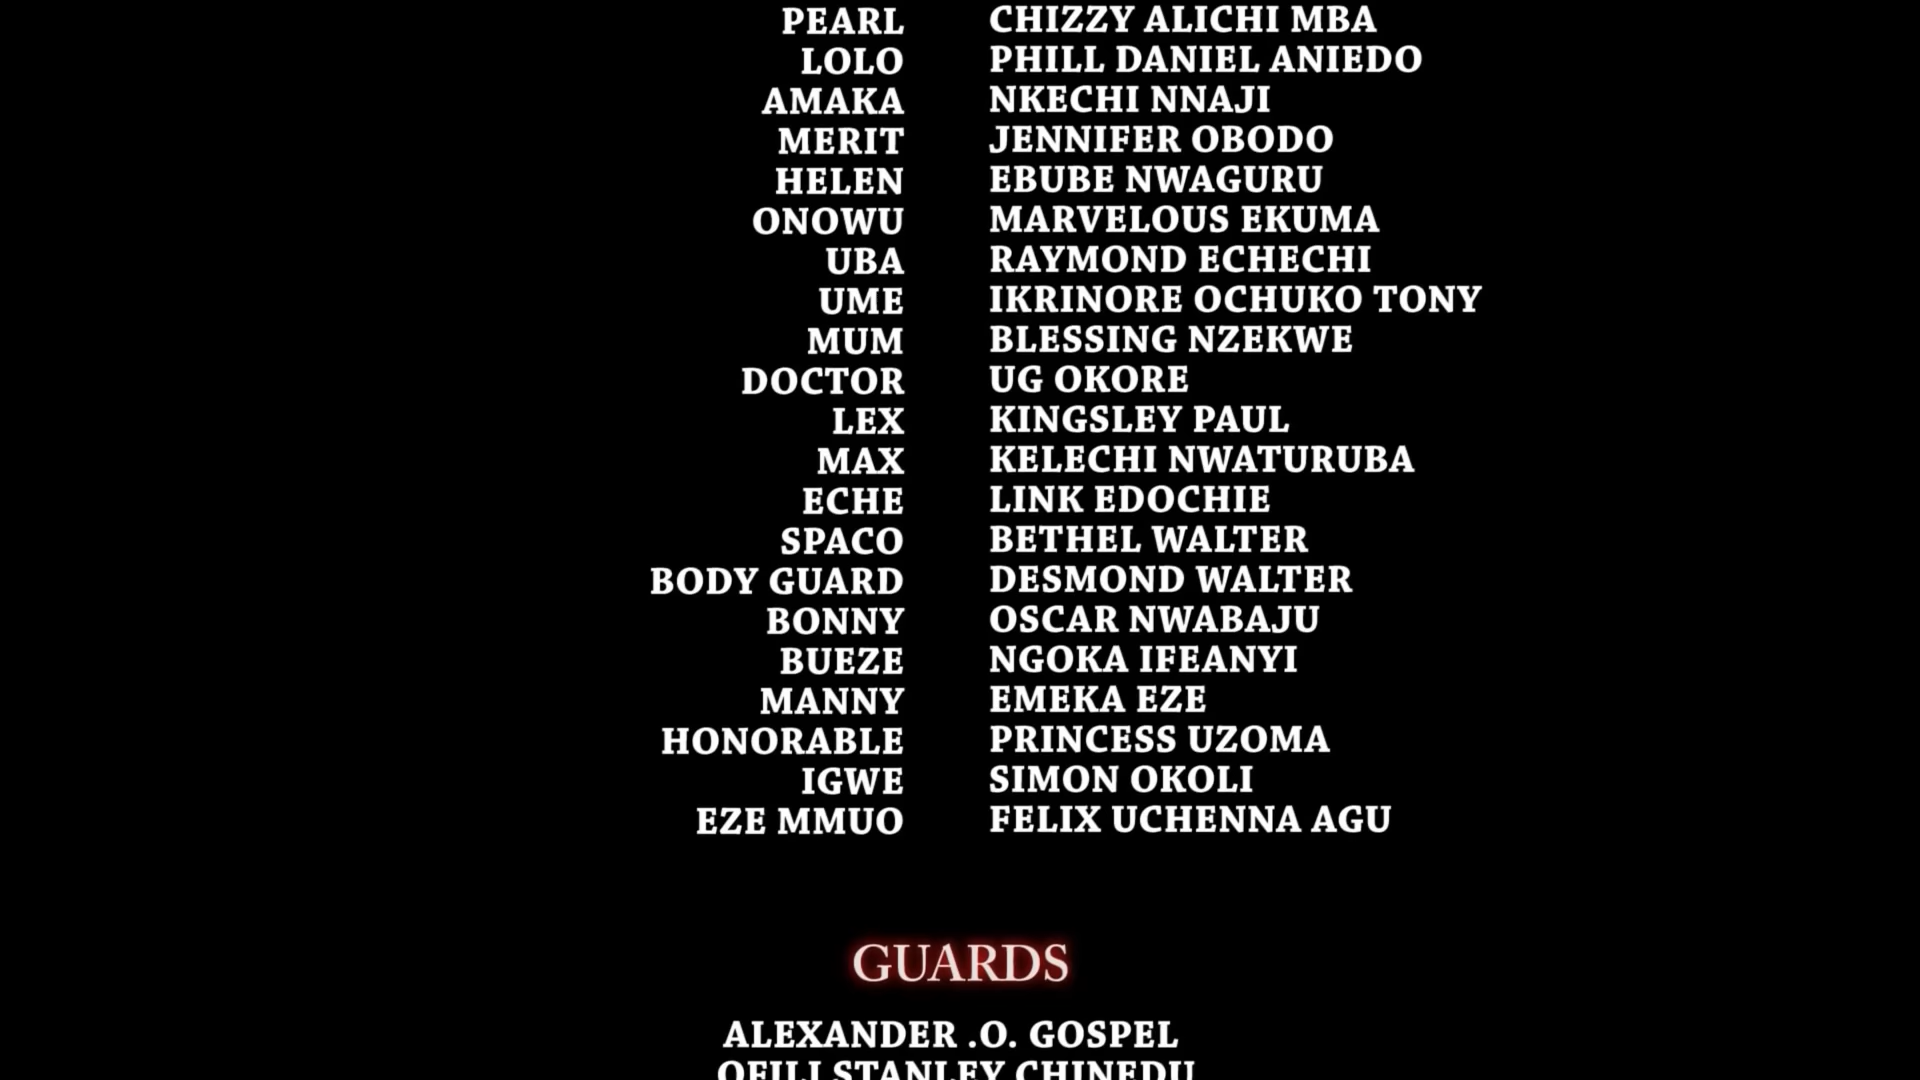 PEARL CHIZZY ALICHI MBA
LOLO PHILL DANIEL ANIEDO
AMAKA NKECHI NNAJI
MERIT JENNIFER OBODO
HELEN EBUBE NWAGURU
ONOWU MARVELOUS EKUMA
UBA RAYMOND ECHECHI
UME IKRINORE OCHUKO TONY
MUM BLESSING NZEKWE
DOCTOR UG OKORE
LEX KINGSLEY PAUL
MAX KELECHI NWATURUBA
ECHE LINK EDOCHIE
SPACO BETHEL WALTER
BODY GUARD DESMOND WALTER
BONNY OSCAR NWABAJU
BUEZE NGOKA IFEANYI
MANNY EMEKA EZE
HONORABLE PRINCESS UZOMA
IGWE SIMON OKOLI
EZE MMUO FELIX UCHENNA AGU
GUARDS
ALEXANDER .O. GOSPEL
STANLEY CHINEDU